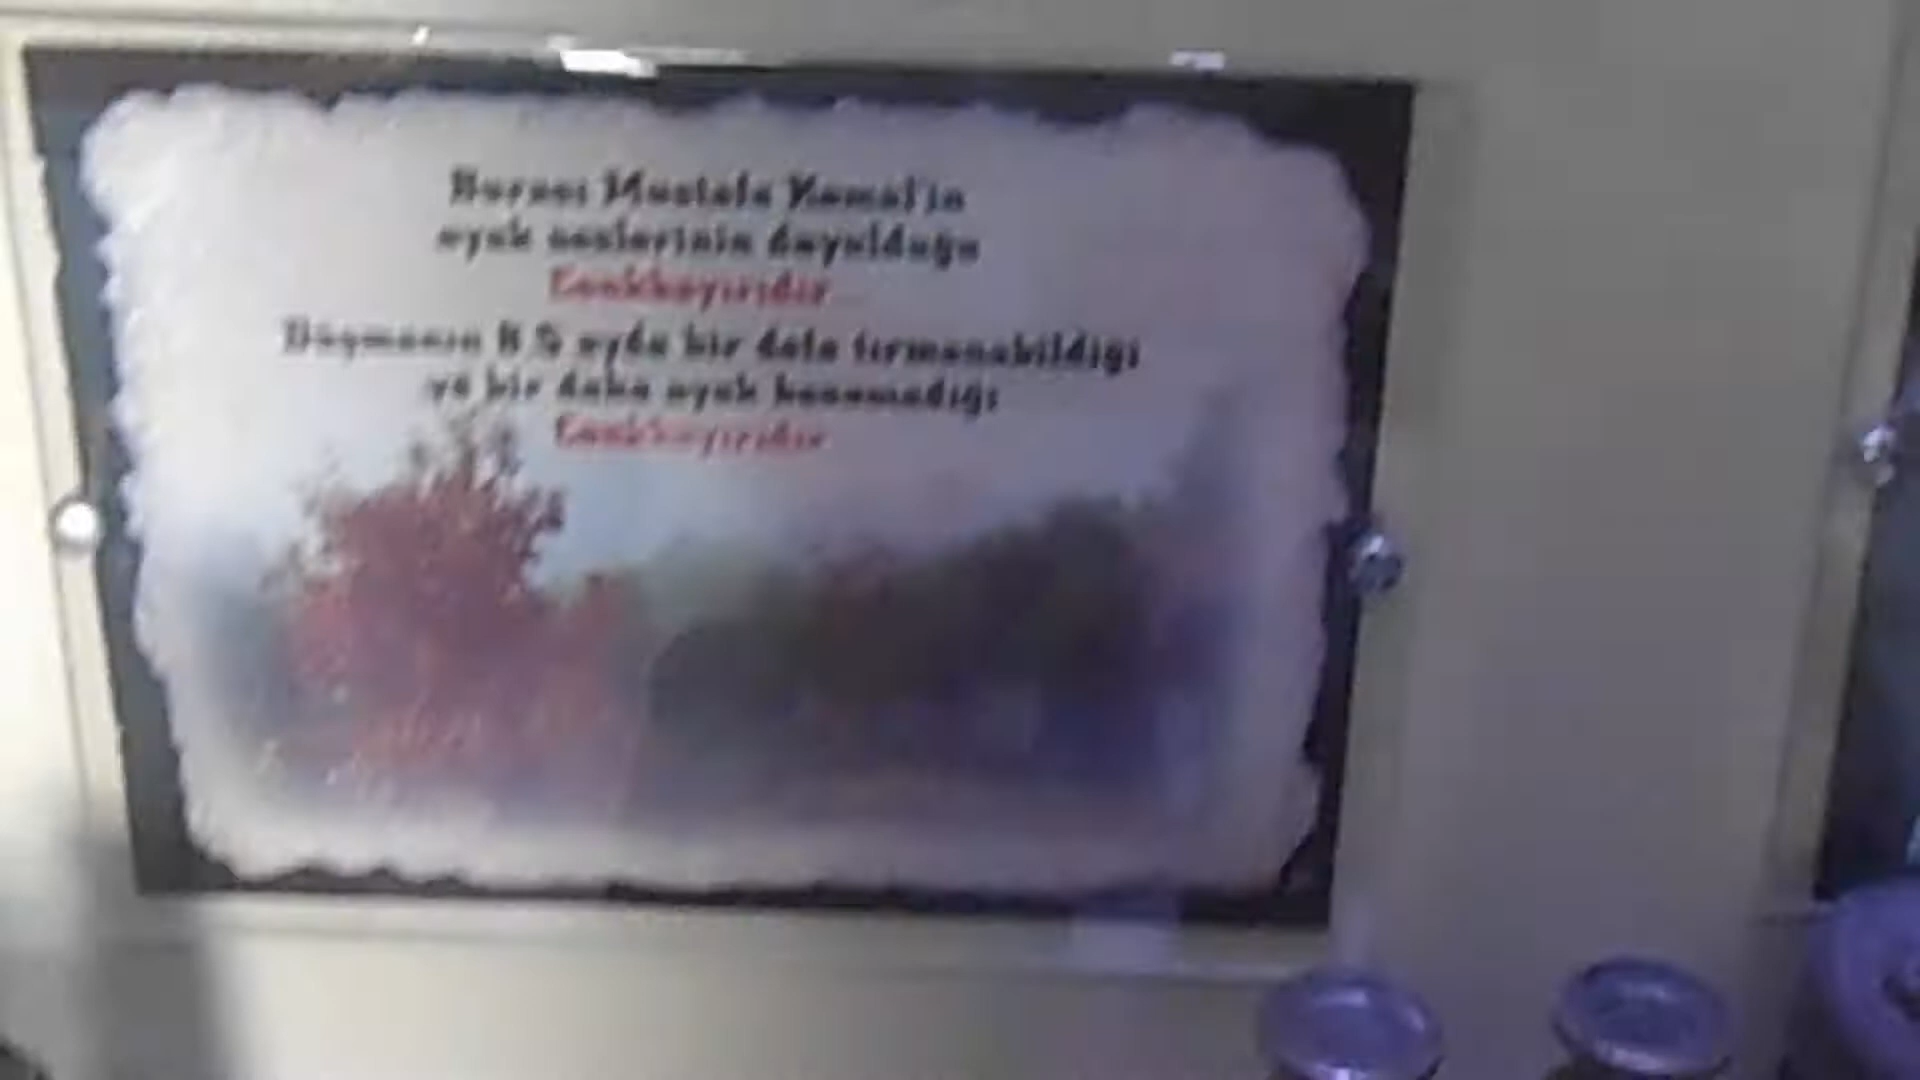 Burası Mustafa Kemal'in
ayak seslerinin duyulduğu
Conkbayırıdır...
Düşmanın 8.5 ayda bir defa tırmanabildiği
ve bir daha ayak basamadığı
Conkbayırıdır